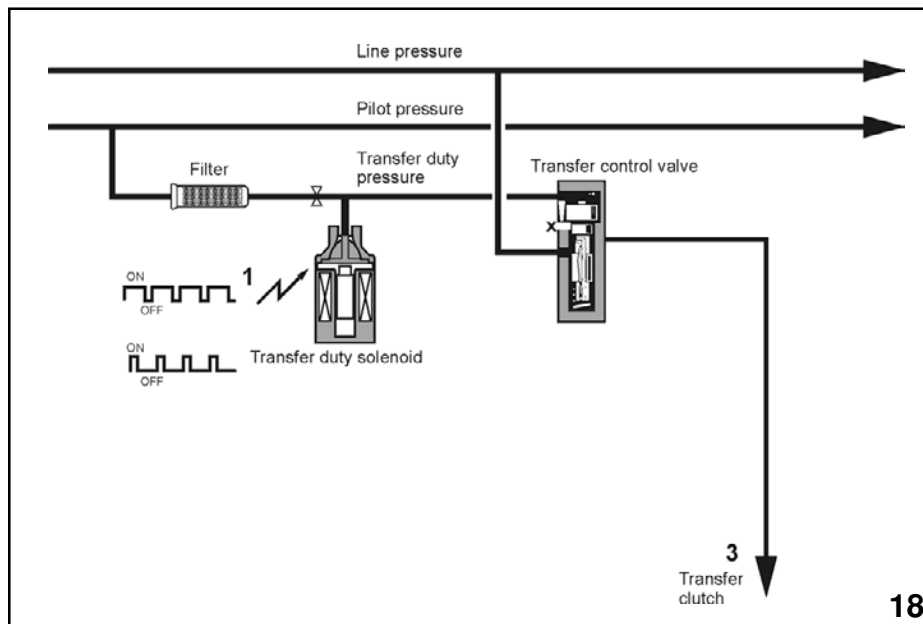 Line pressure
Pilot pressure
Filter
Transfer duty
pressure
Transfer control valve
X
1
ON
OFF
Transfer duty solenoid
ON
OFF
3
Transfer
clutch
18